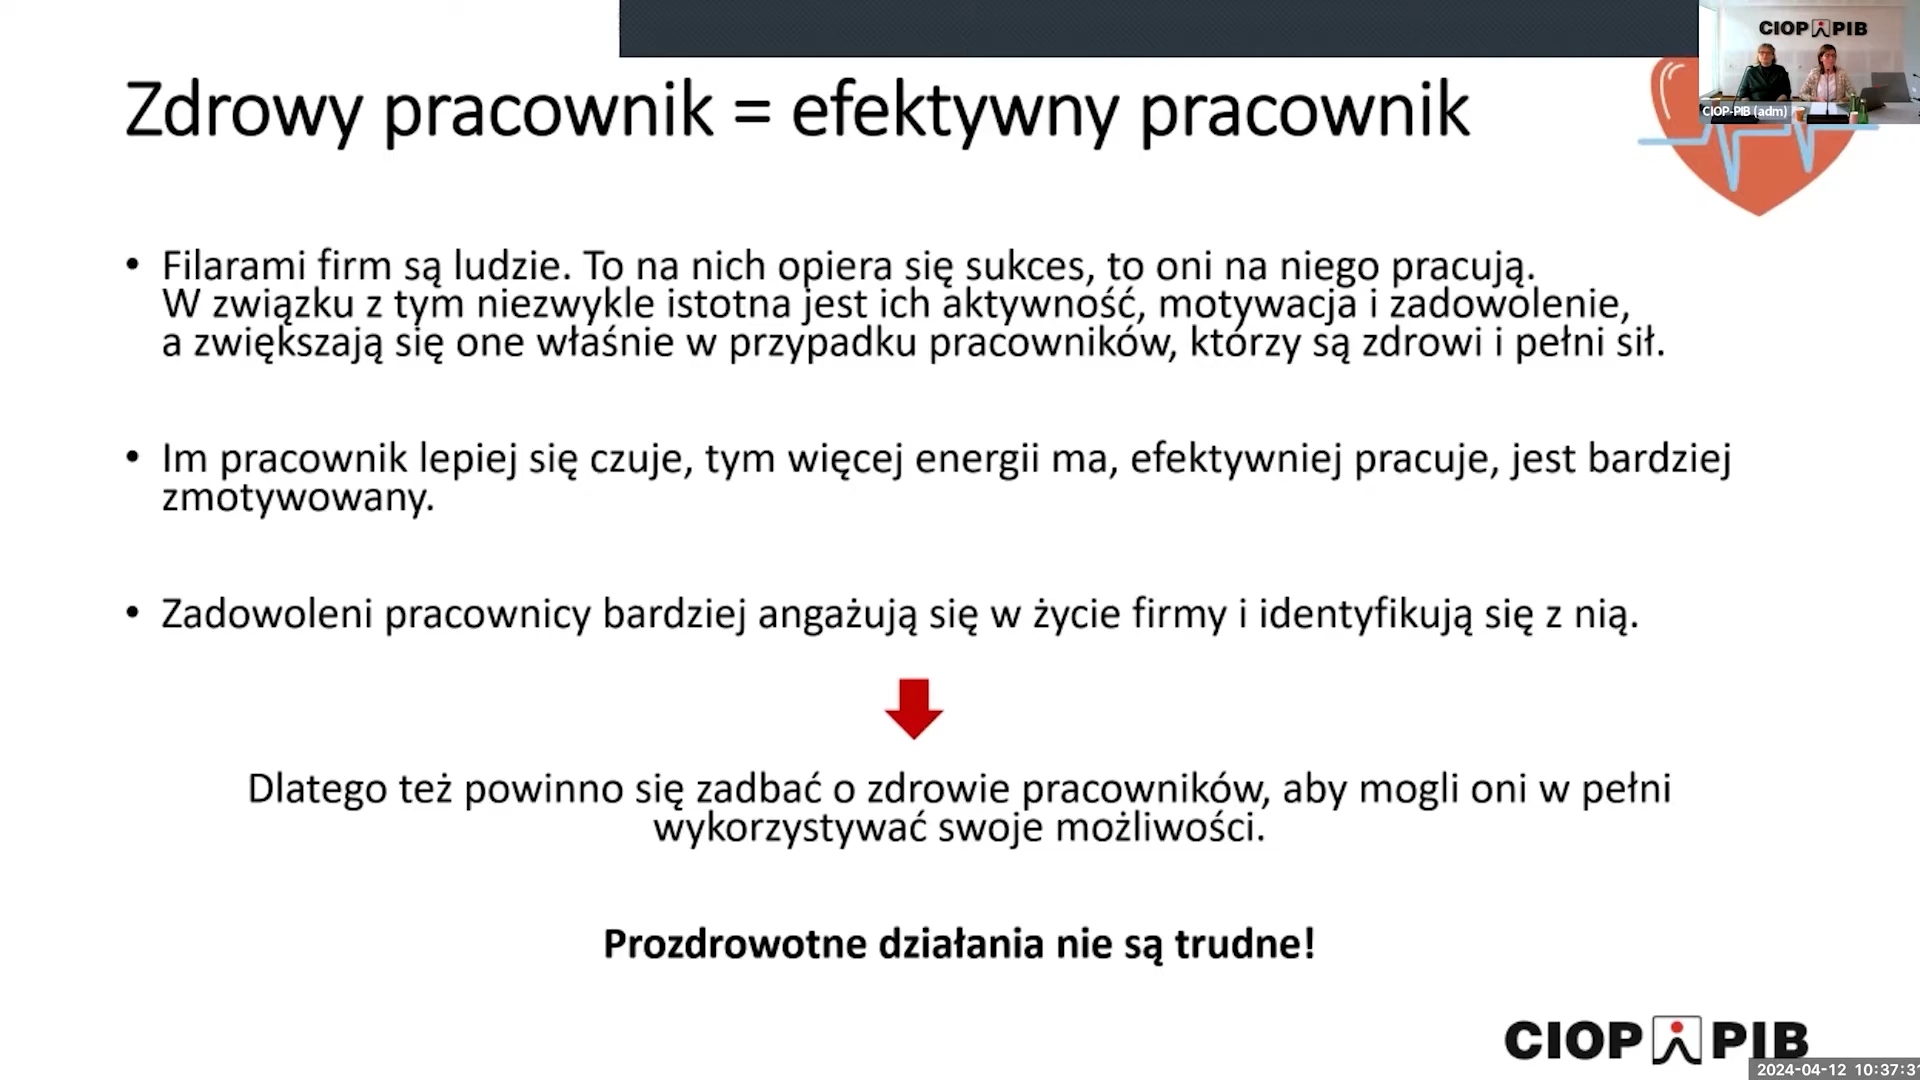 CIOP PIB
CIOP-PIB (adm)
Zdrowy pracownik = efektywny pracownik
• Filarami firm są ludzie. To na nich opiera się sukces, to oni na niego pracują.
W związku z tym niezwykle istotna jest ich aktywność, motywacja i zadowolenie,
a zwiększają się one właśnie w przypadku pracowników, którzy są zdrowi i pełni sił.
• Im pracownik lepiej się czuje, tym więcej energii ma, efektywniej pracuje, jest bardziej
zmotywowany.
• Zadowoleni pracownicy bardziej angażują się w życie firmy i identyfikują się z nią.
Dlatego też powinno się zadbać o zdrowie pracowników, aby mogli oni w pełni
wykorzystywać swoje możliwości.
Prozdrowotne działania nie są trudne!
CIOP PIB
2024-04-12 10:37:31